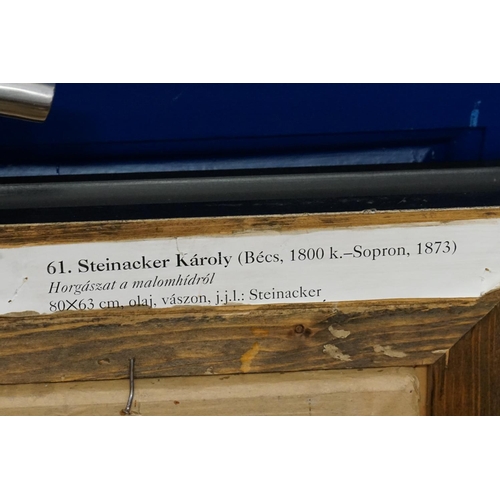 61. Steinacker Károly (Bécs, 1800 k.–Sopron, 1873)
Horgászat a malomhídról
80×63 cm, olaj, vászon, j.j.l.: Steinacker